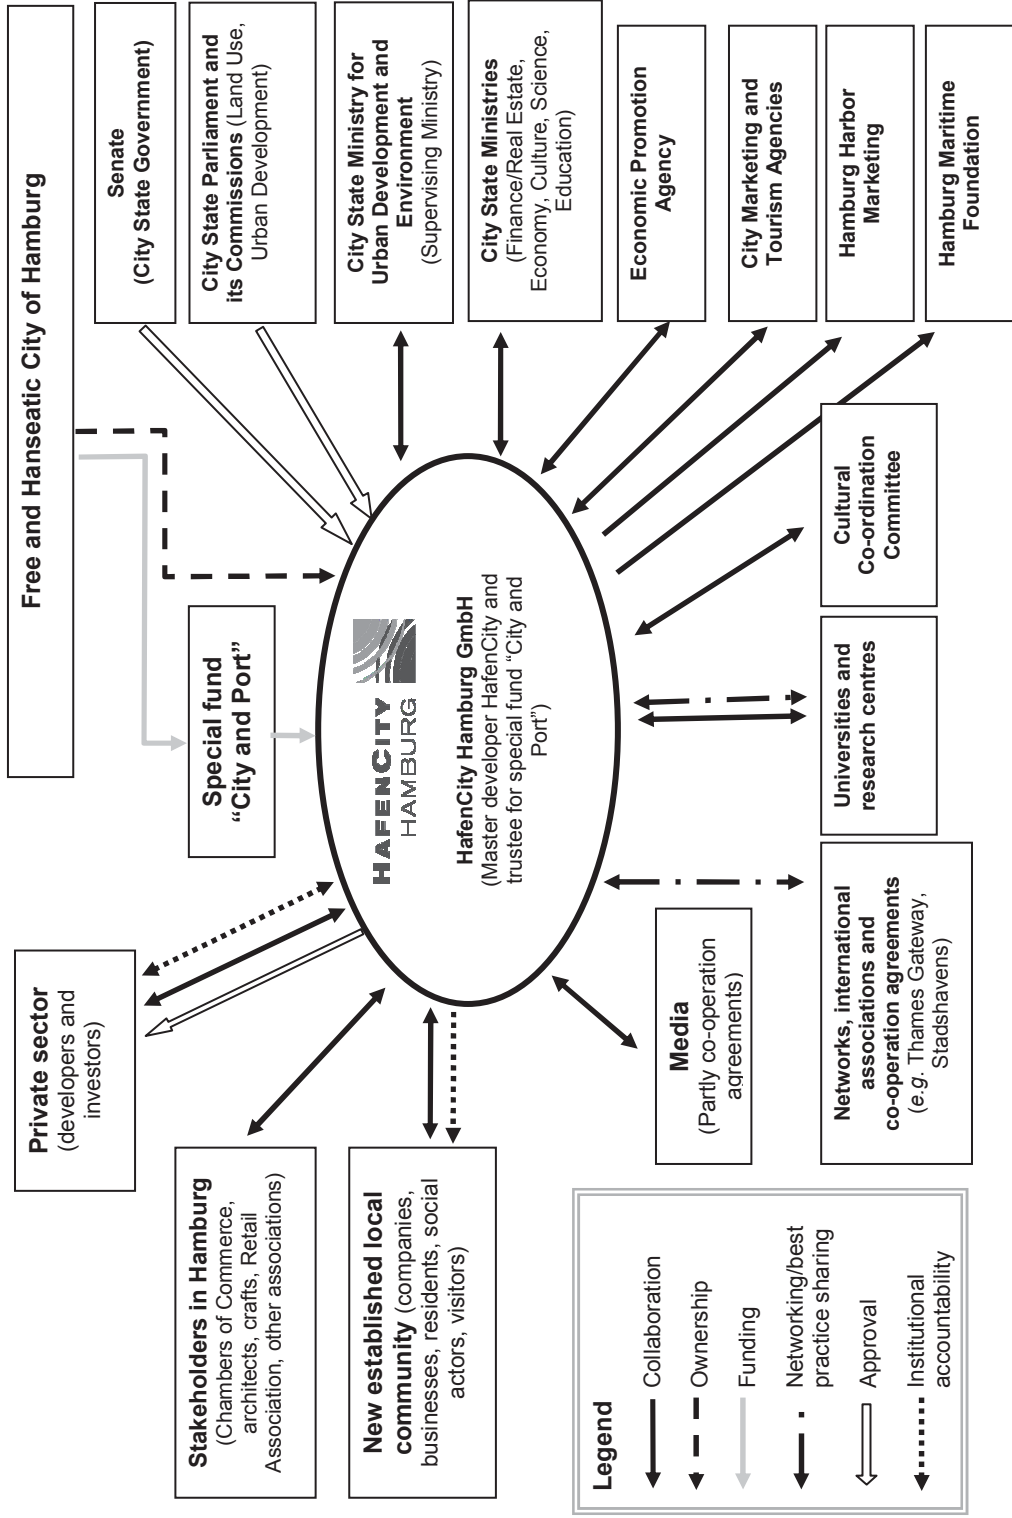 Free and Hanseatic City of Hamburg
Senate
(City State Government)
City State Parliament and
its Commissions (Land Use,
Urban Development)
City State Ministry for
Urban Development and
Environment
(Supervising Ministry)
City State Ministries
(Finance/Real Estate,
Economy, Culture, Science,
Education)
Economic Promotion
Agency
City Marketing and
Tourism Agencies
Hamburg Harbor
Marketing
Hamburg Maritime
Foundation
Special fund
“City and Port”
HAFENCITY
HAMBURG
HafenCity Hamburg GmbH
(Master developer HafenCity and
trustee for special fund “City and
Port”)
Cultural
Co-ordination
Committee
Universities and
research centres
Networks, international
associations and
co-operation agreements
(e.g. Thames Gateway,
Stadshavens)
Media
(Partly co-operation
agreements)
Private sector
(developers and
investors)
Stakeholders in Hamburg
(Chambers of Commerce,
architects, crafts, Retail
Association, other associations)
New established local
community (companies,
businesses, residents, social
actors, visitors)
Legend
Collaboration
Ownership
Funding
Networking/best
practice sharing
Approval
Institutional
accountability